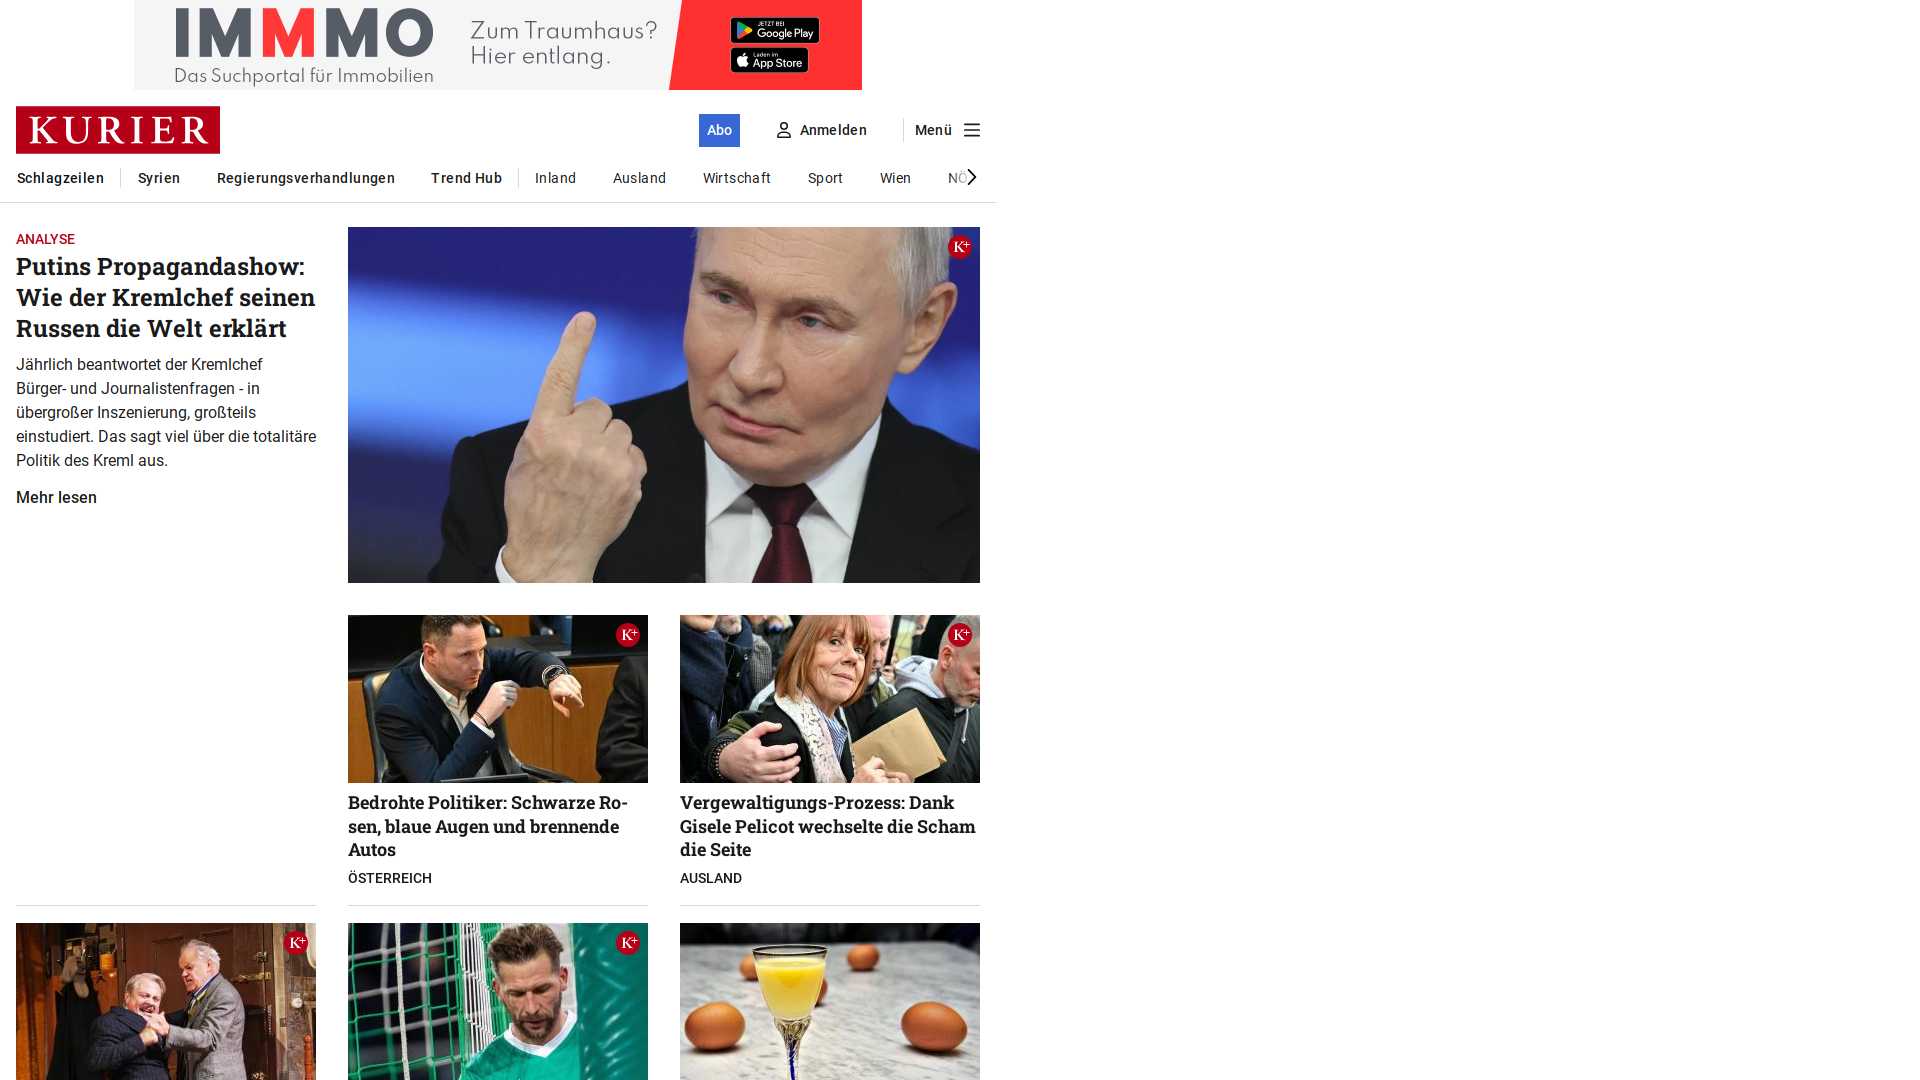 IMMMO
Das Suchportal für Immobilien
Zum Traumhaus?
Hier entlang.
JETZT BEI
Google Play
Laden im
App Store
KURIER
Abo
Anmelden
Menü
Schlagzeilen
Syrien
Regierungsverhandlungen
Trend Hub
Inland
Ausland
Wirtschaft
Sport
Wien
NÖ
ANALYSE
Putins Propagandashow:
Wie der Kremlchef seinen
Russen die Welt erklärt
Jährlich beantwortet der Kremlchef
Bürger- und Journalistenfragen - in
übergroßer Inszenierung, großteils
einstudiert. Das sagt viel über die totalitäre
Politik des Kreml aus.
Mehr lesen
K+
K+
K+
Bedrohte Politiker: Schwarze Ro-
sen, blaue Augen und brennende
Autos
ÖSTERREICH
Vergewaltigungs-Prozess: Dank
Gisele Pelicot wechselte die Scham
die Seite
AUSLAND
K+
K+